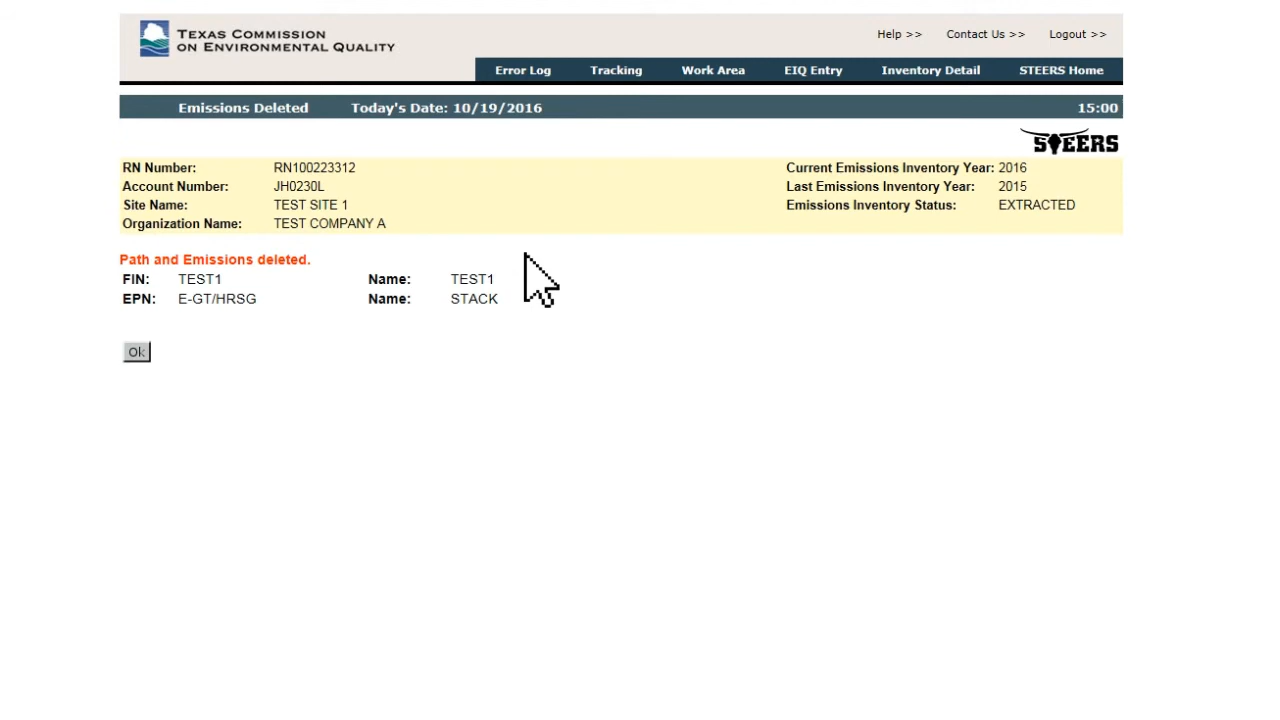 TEXAS COMMISSION
ON ENVIRONMENTAL QUALITY
Help >> Contact Us >> Logout >>
Error Log Tracking Work Area EIQ Entry Inventory Detail STEERS Home
Emissions Deleted Today's Date: 10/19/2016 15:00
STEERS
RN Number: RN100223312 Current Emissions Inventory Year: 2016
Account Number: JH0230L Last Emissions Inventory Year: 2015
Site Name: TEST SITE 1 Emissions Inventory Status: EXTRACTED
Organization Name: TEST COMPANY A
Path and Emissions deleted.
FIN: TEST1 Name: TEST1
EPN: E-GT/HRSG Name: STACK
Ok